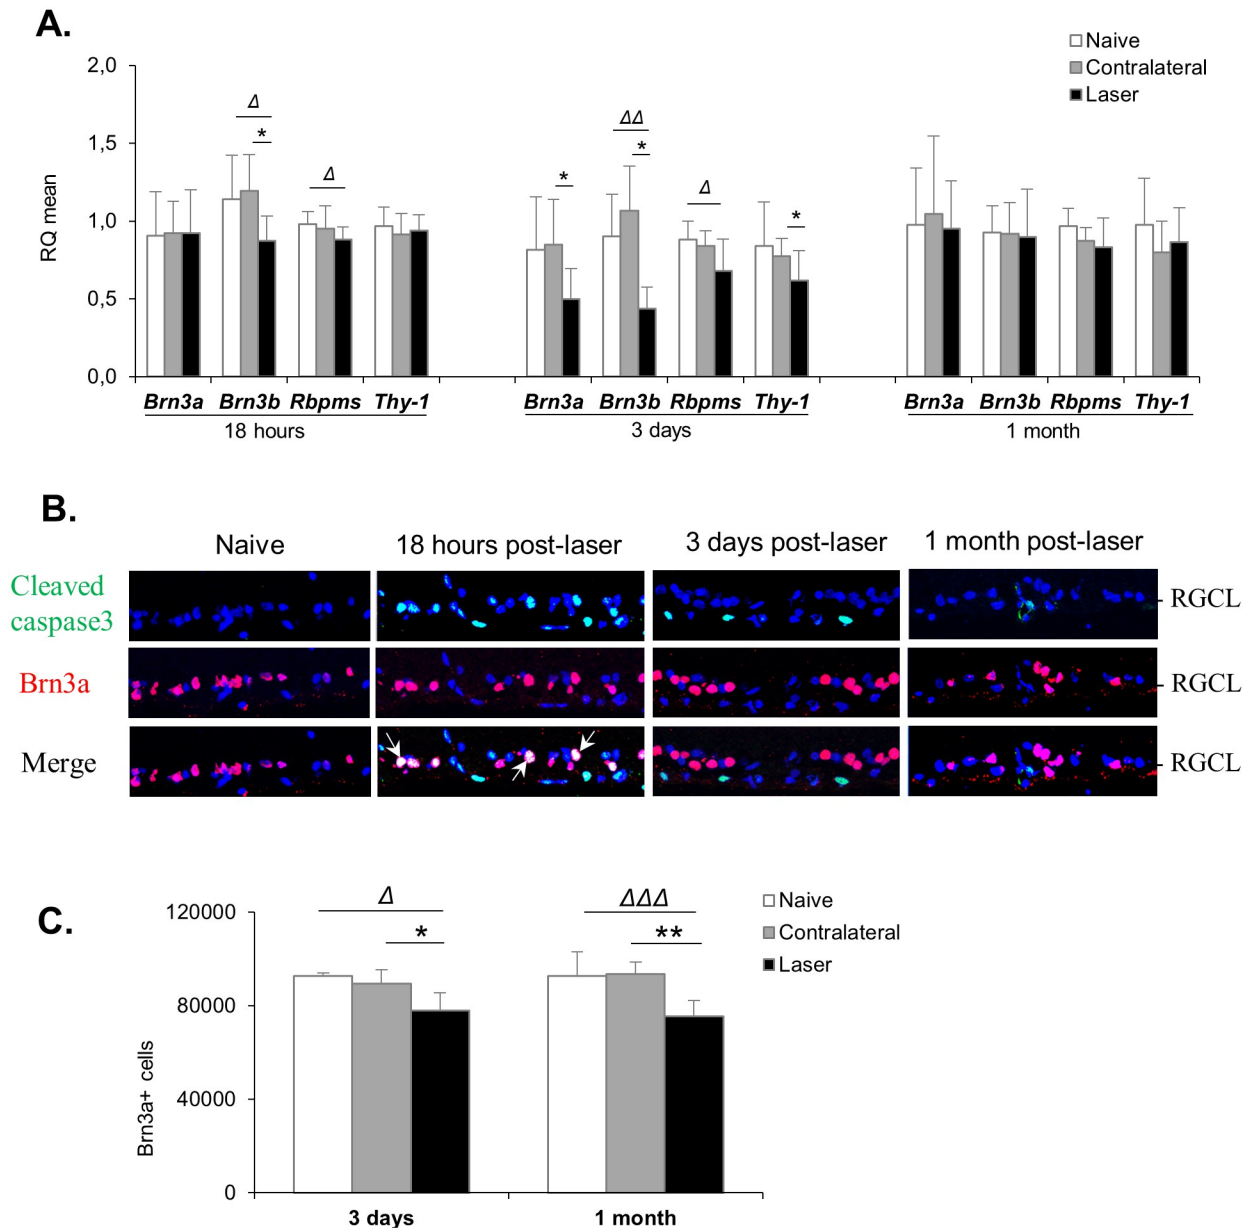 A.
Naive
Contralateral
Laser
2,0
1,5
1,0
0,5
0,0
RQ mean
Δ
*
Δ
*
ΔΔ
*
Δ
*
Brn3a Brn3b Rbpms Thy-1 Brn3a Brn3b Rbpms Thy-1 Brn3a Brn3b Rbpms Thy-1
18 hours 3 days 1 month
B.
Naive 18 hours post-laser 3 days post-laser 1 month post-laser
Cleaved
caspase3
RGCL
Brn3a
RGCL
Merge
RGCL
C.
Naive
Contralateral
Laser
120000
80000
40000
0
Brn3a+ cells
Δ
*
ΔΔΔ
**
3 days 1 month